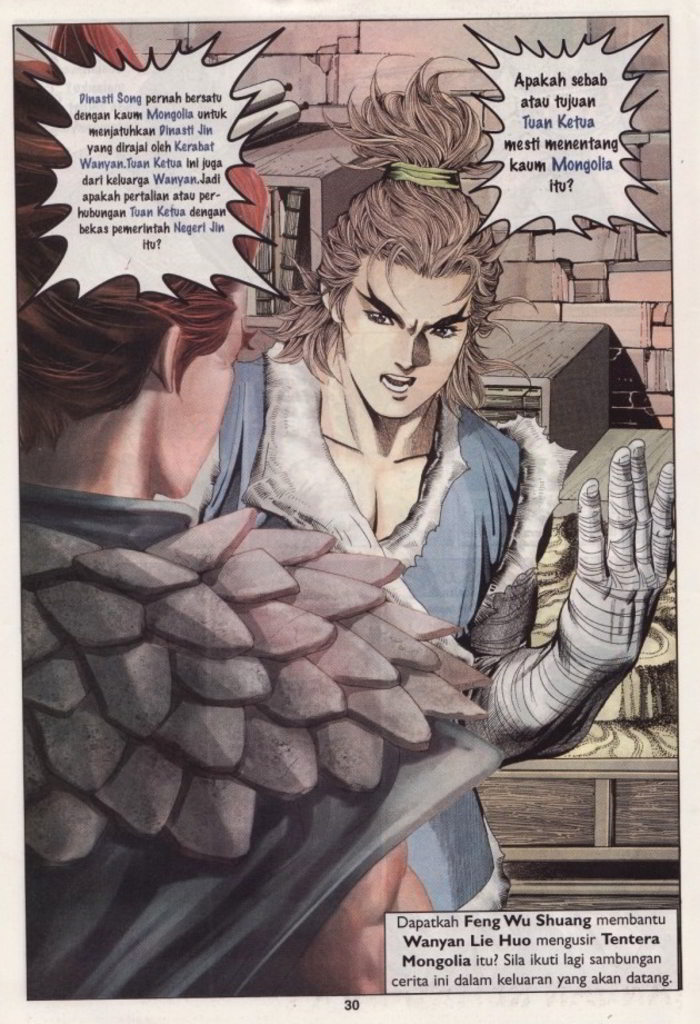 Dinasti Song pernah bersatu
dengan kaum Mongolia untuk
menjatuhkan Dinasti Jin
yang dirajai oleh Kerabat
Wanyan.Tuan Ketua ini juga
dari keluarga Wanyan.Jadi
apakah pertalian atau per-
hubungan Tuan Ketua dengan
bekas pemerintah Negeri Jin
itu?
Apakah sebab
atau tujuan
Tuan Ketua
mesti menentang
kaum Mongolia
itu?
Dapatkah Feng Wu Shuang membantu
Wanyan Lie Huo mengusir Tentera
Mongolia itu? Sila ikuti lagi sambungan
cerita ini dalam keluaran yang akan datang.
30